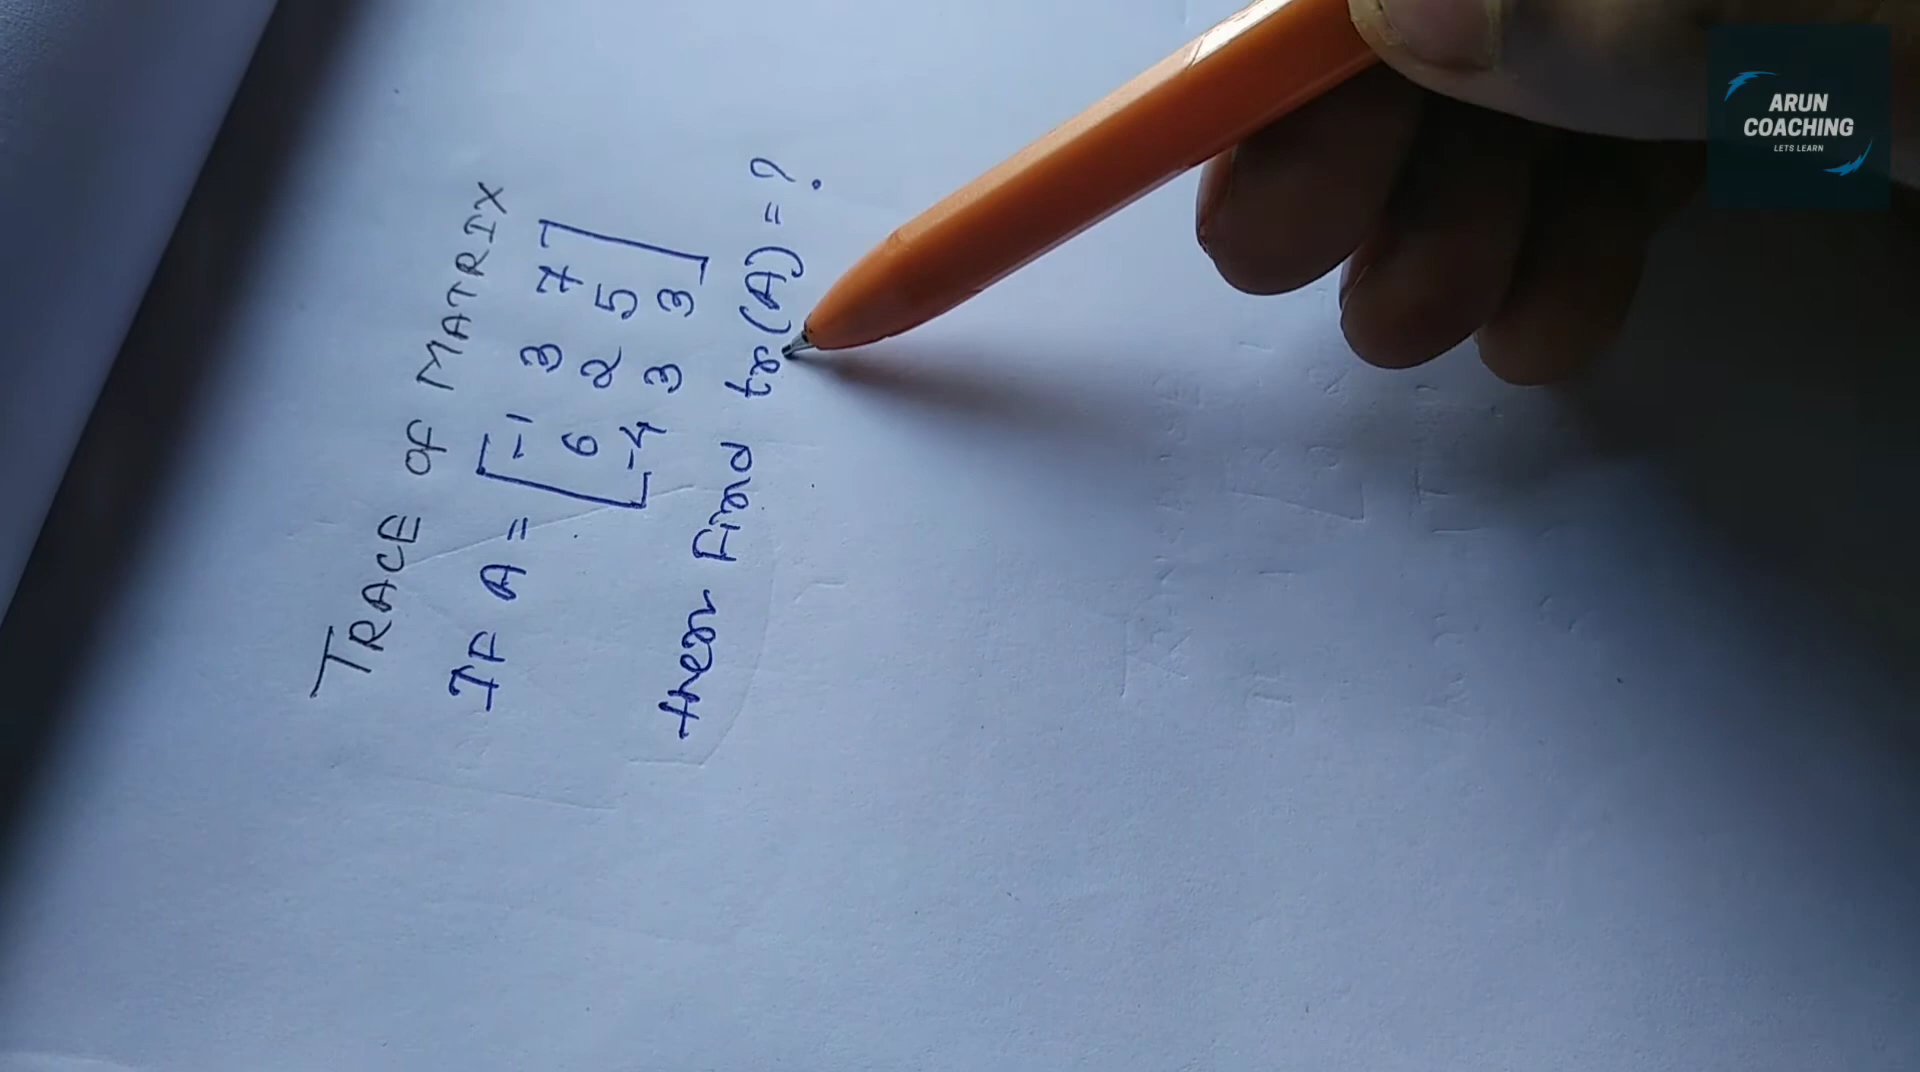 TRACE OF MATRIX
IF A = [ -1 3 7
6 2 5
-4 3 3 ]
then Find tr(A) = ?
ARUN
COACHING
LETS LEARN